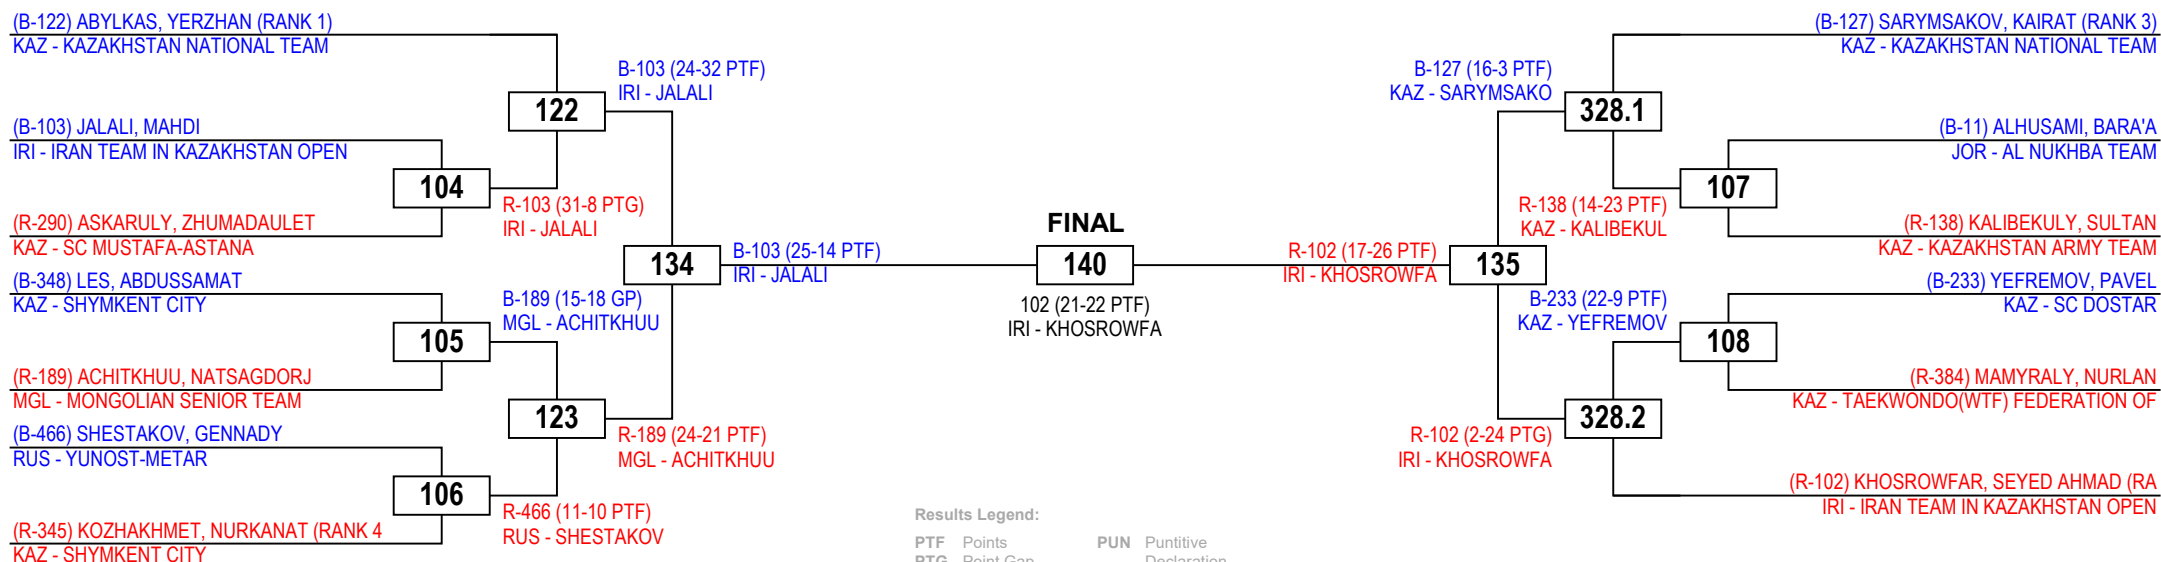 (B-122) ABYLKAS, YERZHAN (RANK 1)
KAZ - KAZAKHSTAN NATIONAL TEAM
(B-103) JALALI, MAHDI
IRI - IRAN TEAM IN KAZAKHSTAN OPEN
(R-290) ASKARULY, ZHUMADAULET
KAZ - SC MUSTAFA-ASTANA
(B-348) LES, ABDUSSAMAT
KAZ - SHYMKENT CITY
(R-189) ACHITKHUU, NATSAGDORJ
MGL - MONGOLIAN SENIOR TEAM
(B-466) SHESTAKOV, GENNADY
RUS - YUNOST-METAR
(R-345) KOZHAKHMET, NURKANAT (RANK 4
KAZ - SHYMKENT CITY
104
105
106
122
R-103 (31-8 PTG)
IRI - JALALI
B-189 (15-18 GP)
MGL - ACHITKHUU
123
R-466 (11-10 PTF)
RUS - SHESTAKOV
B-103 (24-32 PTF)
IRI - JALALI
134
R-189 (24-21 PTF)
MGL - ACHITKHUU
B-103 (25-14 PTF)
IRI - JALALI
FINAL
140
102 (21-22 PTF)
IRI - KHOSROWFA
R-102 (17-26 PTF)
IRI - KHOSROWFA
135
B-127 (16-3 PTF)
KAZ - SARYMSAKO
R-102 (2-24 PTG)
IRI - KHOSROWFA
328.1
R-138 (14-23 PTF)
KAZ - KALIBEKUL
B-233 (22-9 PTF)
KAZ - YEFREMOV
328.2
107
108
(B-127) SARYMSAKOV, KAIRAT (RANK 3)
KAZ - KAZAKHSTAN NATIONAL TEAM
(B-11) ALHUSAMI, BARA'A
JOR - AL NUKHBA TEAM
(R-138) KALIBEKULY, SULTAN
KAZ - KAZAKHSTAN ARMY TEAM
(B-233) YEFREMOV, PAVEL
KAZ - SC DOSTAR
(R-384) MAMYRALY, NURLAN
KAZ - TAEKWONDO(WTF) FEDERATION OF
(R-102) KHOSROWFAR, SEYED AHMAD (RA
IRI - IRAN TEAM IN KAZAKHSTAN OPEN
Results Legend:
PTF Points PUN Puntitive
PTG Point Gap Declaration